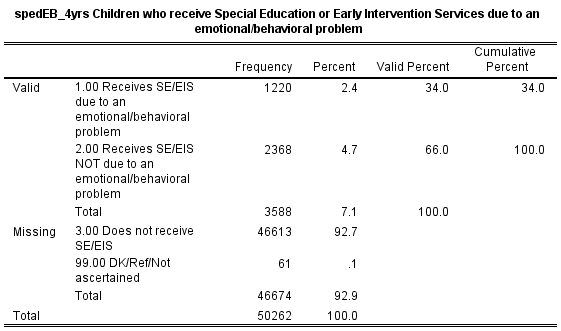 spedEB_4yrs Children who receive Special Education or Early Intervention Services due to an
emotional/behavioral problem
Cumulative
Frequency Percent Valid Percent Percent
Valid 1.00 Receives SE/EIS 1220 2.4 34.0 34.0
due to an
emotional/behavioral
problem
2.00 Receives SE/EIS 2368 4.7 66.0 100.0
NOT due to an
emotional/behavioral
problem
Total 3588 7.1 100.0
Missing 3.00 Does not receive 46613 92.7
SE/EIS
99.00 DK/Ref/Not 61 .1
ascertained
Total 46674 92.9
Total 50262 100.0